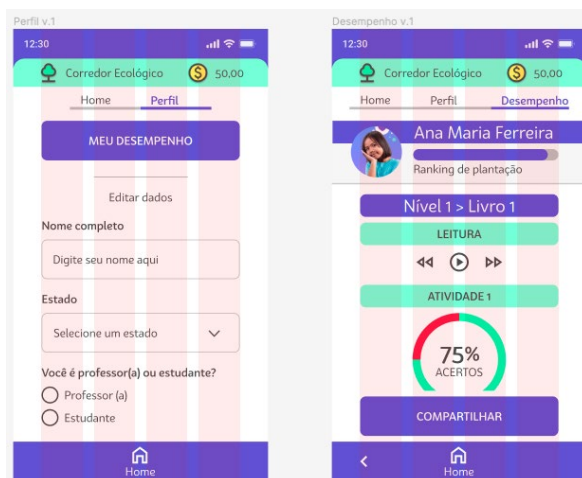 Perfil v.1
12:30
Corredor Ecológico
50,00
Home
Perfil
MEU DESEMPENHO
Editar dados
Nome completo
Digite seu nome aqui
Estado
Selecione um estado
Você é professor(a) ou estudante?
Professor (a)
Estudante
Home
Desempenho v.1
12:30
Corredor Ecológico
50,00
Home
Perfil
Desempenho
Ana Maria Ferreira
Ranking de plantação
Nível 1 > Livro 1
LEITURA
ATIVIDADE 1
75%
ACERTOS
COMPARTILHAR
Home